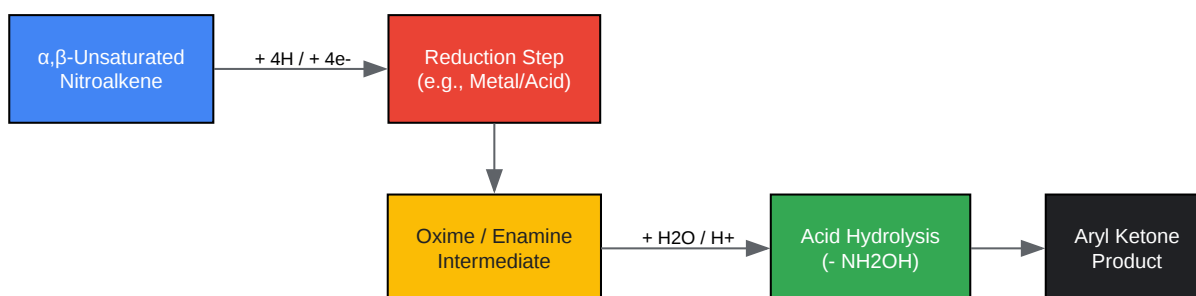 α,β-Unsaturated
Nitroalkene
+ 4H / + 4e-
Reduction Step
(e.g., Metal/Acid)
Oxime / Enamine
Intermediate
+ H2O / H+
Acid Hydrolysis
(- NH2OH)
Aryl Ketone
Product